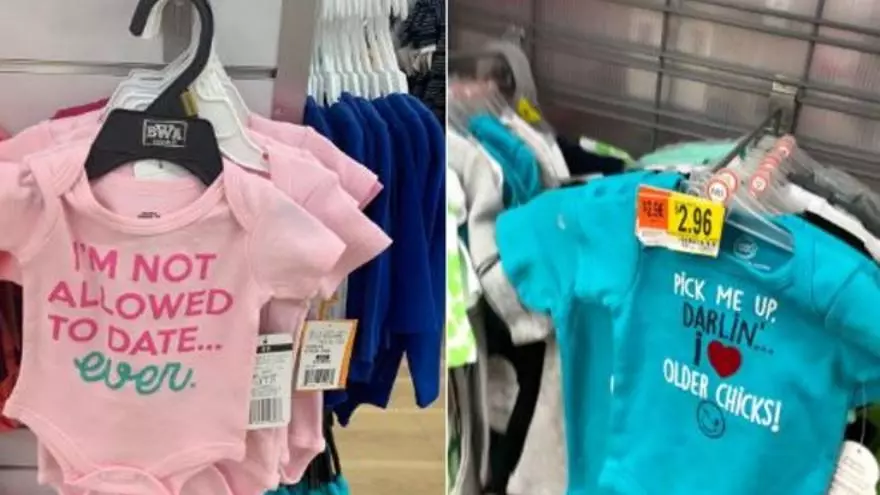 BWA
I'M NOT
ALLOWED
TO DATE...
ever.
2.96
PICK ME UP,
DARLIN'...
I
OLDER CHICKS!